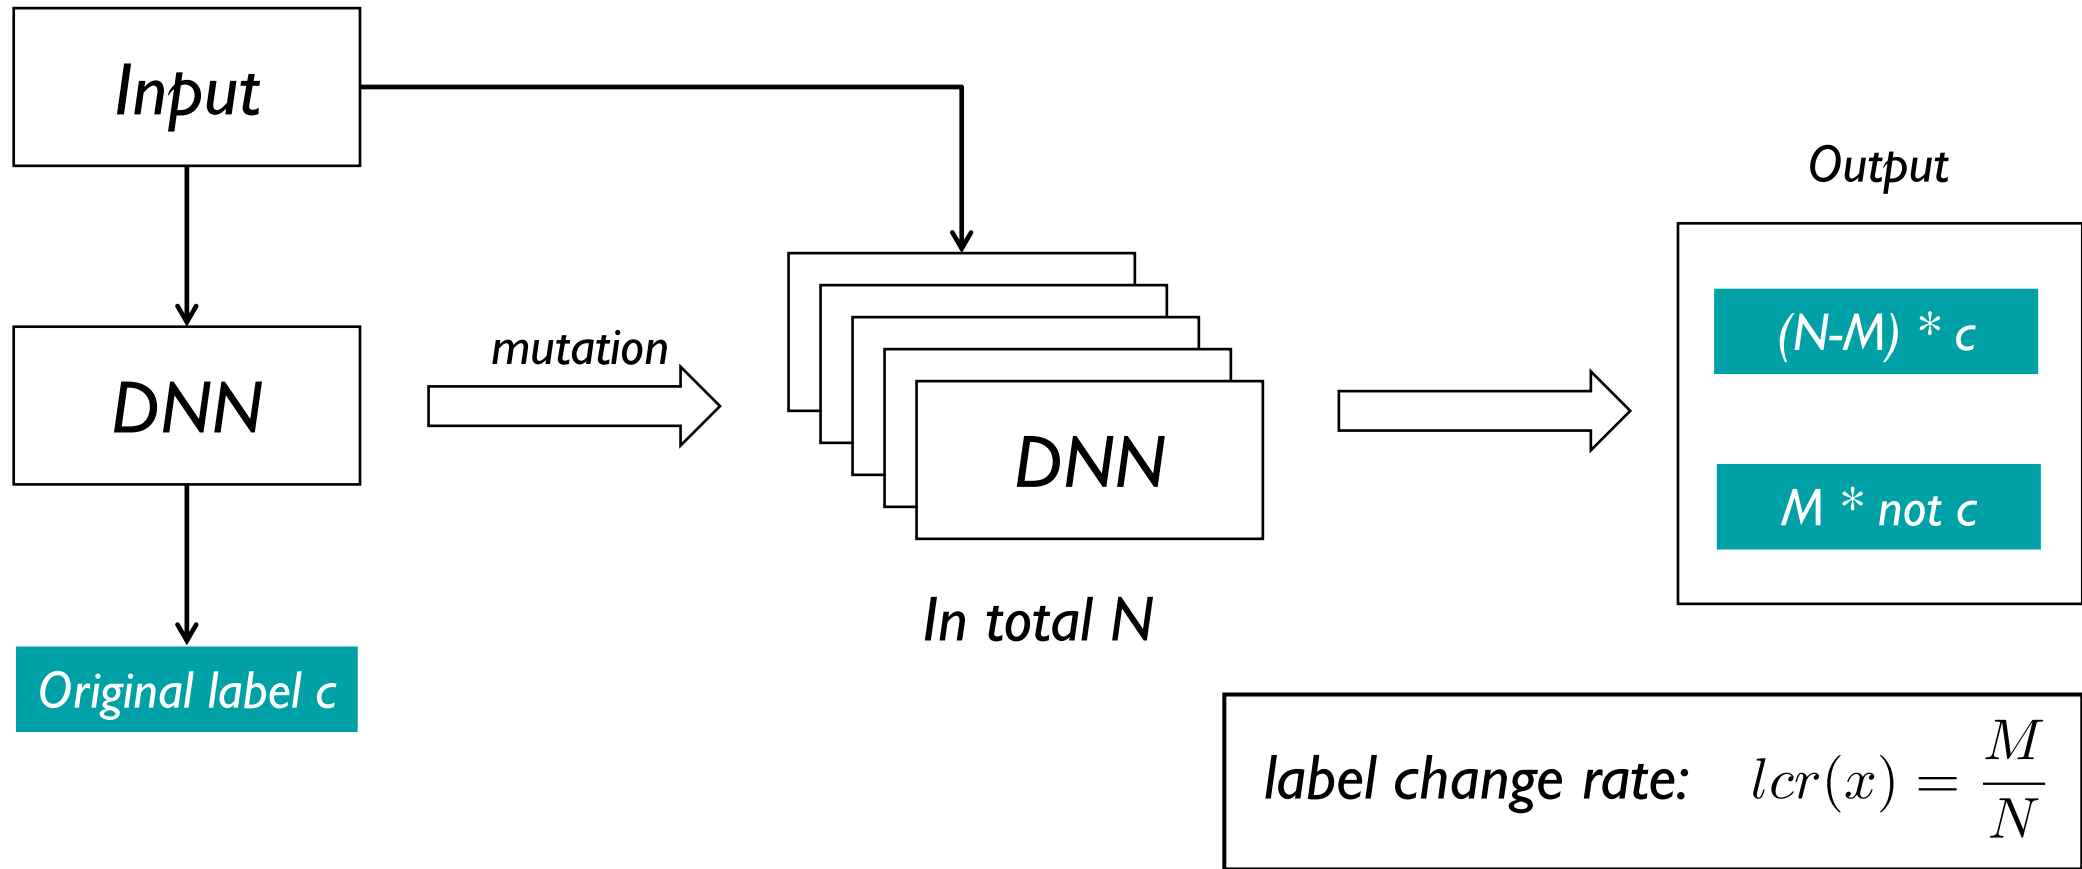 Input
Output
mutation
(N-M) * c
DNN
DNN
M * not c
In total N
Original label c
label change rate: lcr(x) = M/N